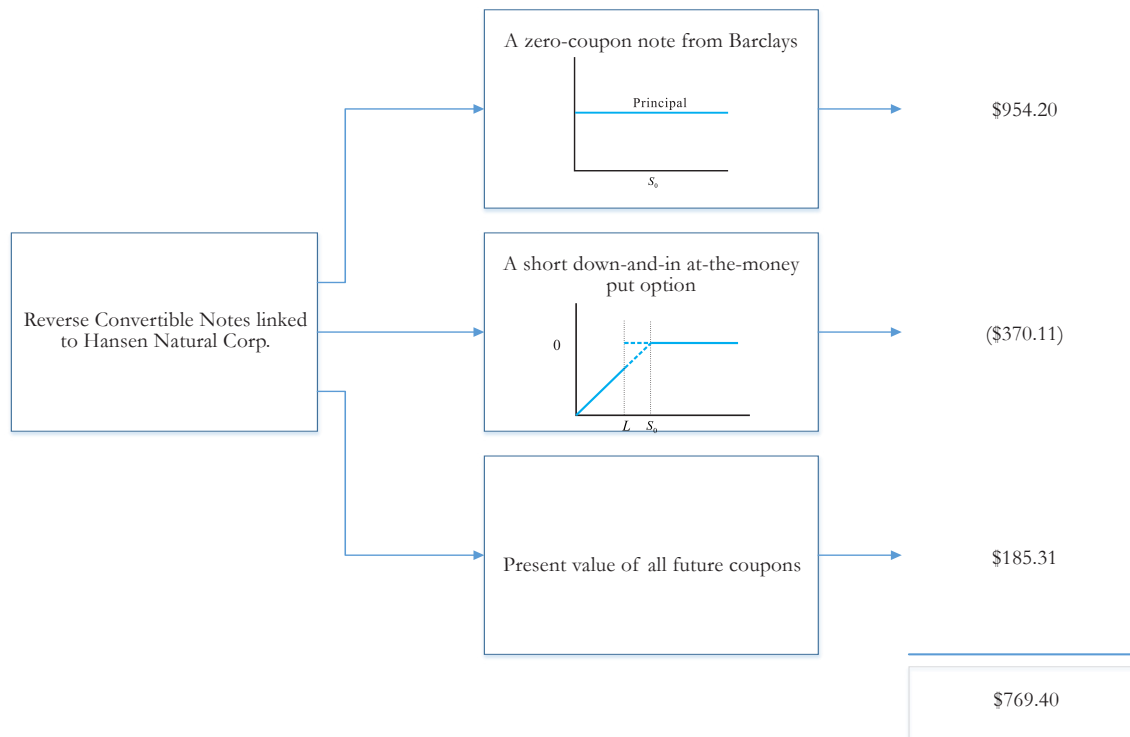 A zero-coupon note from Barclays
Principal
S₀
$954.20
Reverse Convertible Notes linked
to Hansen Natural Corp.
A short down-and-in at-the-money
put option
0
L S₀
($370.11)
Present value of all future coupons
$185.31
$769.40